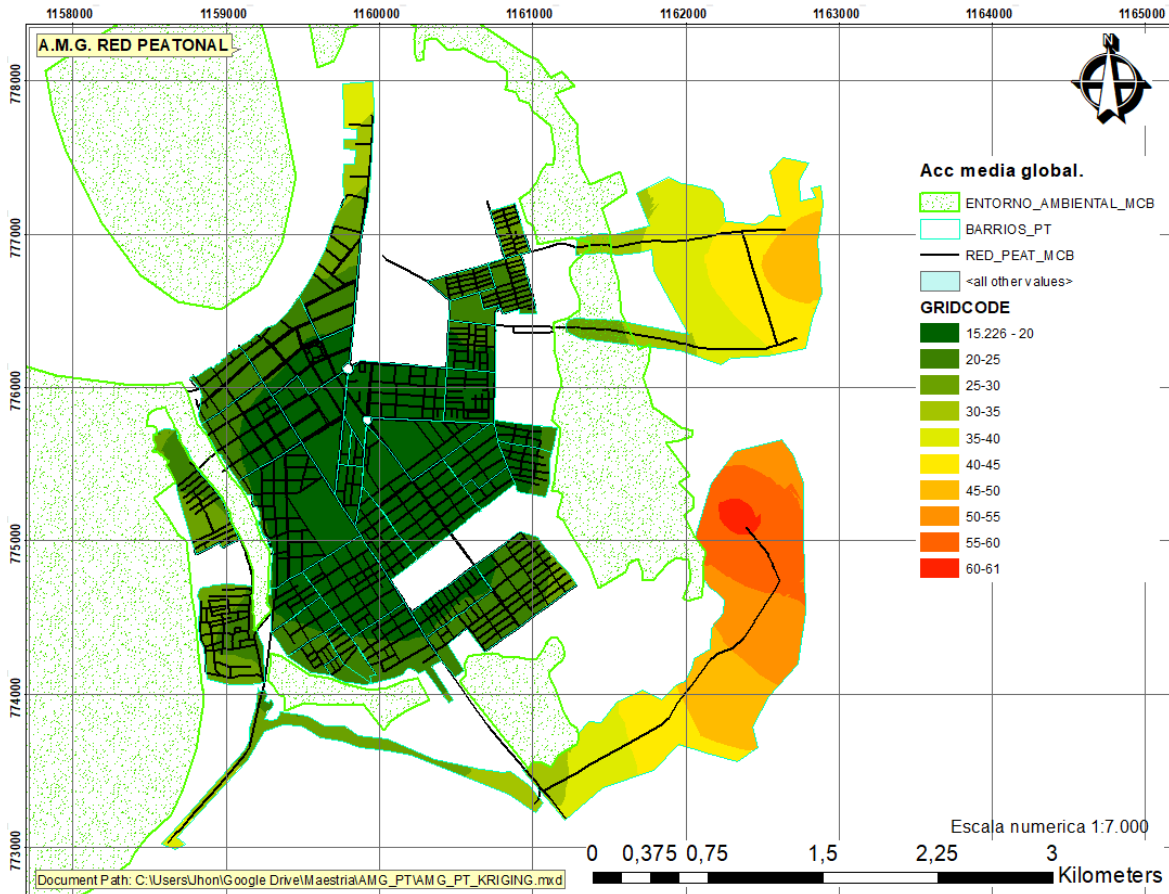 1158000 1159000 1160000 1161000 1162000 1163000 1164000 1165000
A.M.G. RED PEATONAL
N
778000
777000
776000
775000
774000
773000
Acc media global.
ENTORNO_AMBIENTAL_MCB
BARRIOS_PT
RED_PEAT_MCB
<all other values>
GRIDCODE
15.226 - 20
20-25
25-30
30-35
35-40
40-45
45-50
50-55
55-60
60-61
Escala numerica 1:7.000
0 0,375 0,75 1,5 2,25 3
Kilometers
Document Path: C:\Users\Jhon\Google Drive\Maestria\AMG_PT\AMG_PT_KRIGING.mxd